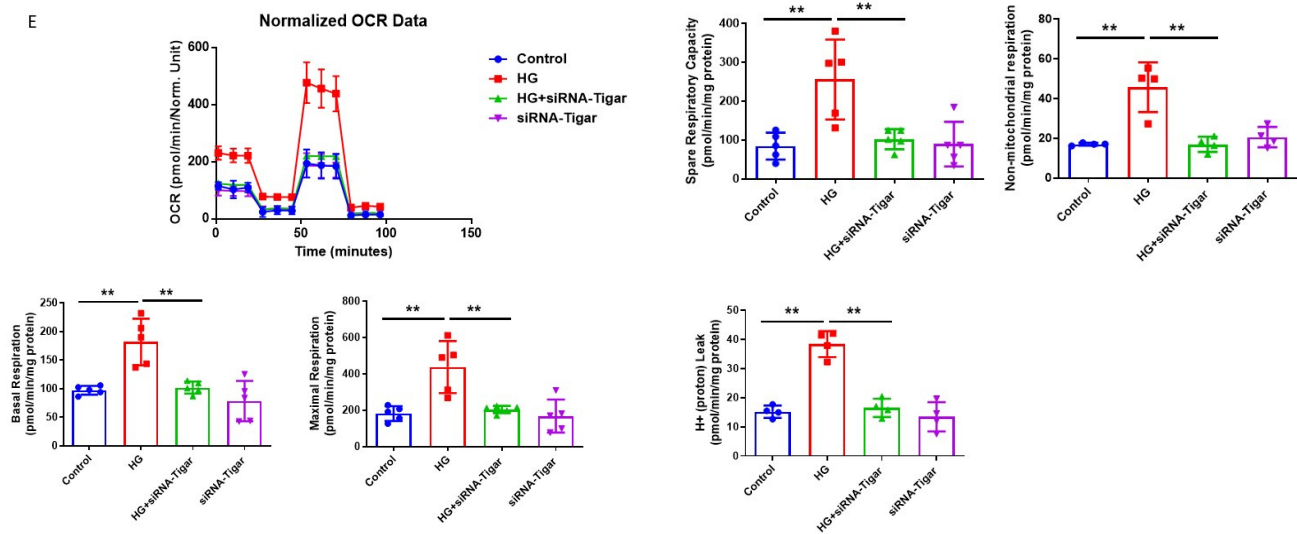 E
Normalized OCR Data
OCR (pmol/min/Norm. Unit)
600
400
200
0
0
50
100
150
Time (minutes)
Control
HG
HG+siRNA-Tigar
siRNA-Tigar
Spare Respiratory Capacity
(pmol/min/mg protein)
400
300
200
100
0
**
**
Control
HG
HG+siRNA-Tigar
siRNA-Tigar
Non-mitochondrial respiration
(pmol/min/mg protein)
80
60
40
20
0
**
**
Control
HG
HG+siRNA-Tigar
siRNA-Tigar
Basal Respiration
(pmol/min/mg protein)
250
200
150
100
50
0
**
**
Control
HG
HG+siRNA-Tigar
siRNA-Tigar
Maximal Respiration
(pmol/min/mg protein)
800
600
400
200
0
**
**
Control
HG
HG+siRNA-Tigar
siRNA-Tigar
H+ (proton) Leak
(pmol/min/mg protein)
50
40
30
20
10
0
**
**
Control
HG
HG+siRNA-Tigar
siRNA-Tigar